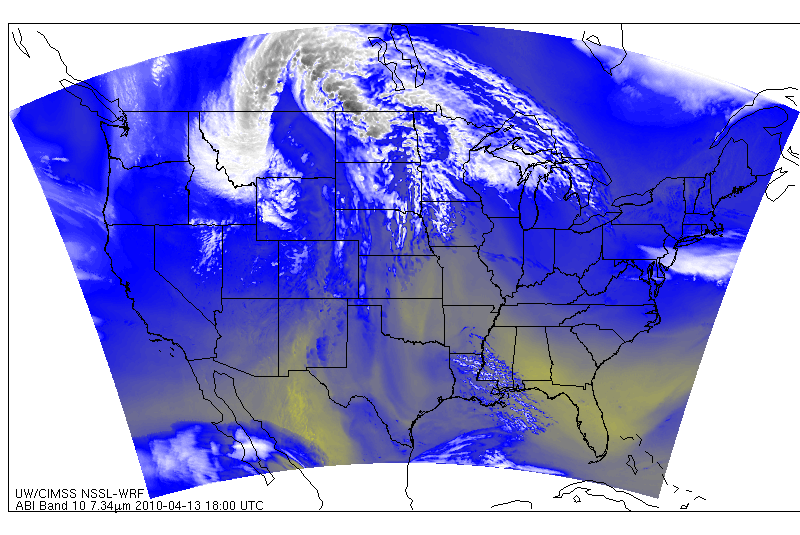 UW/CIMSS NSSL-WRF
ABI Band 10 7.34µm 2010-04-13 18:00 UTC